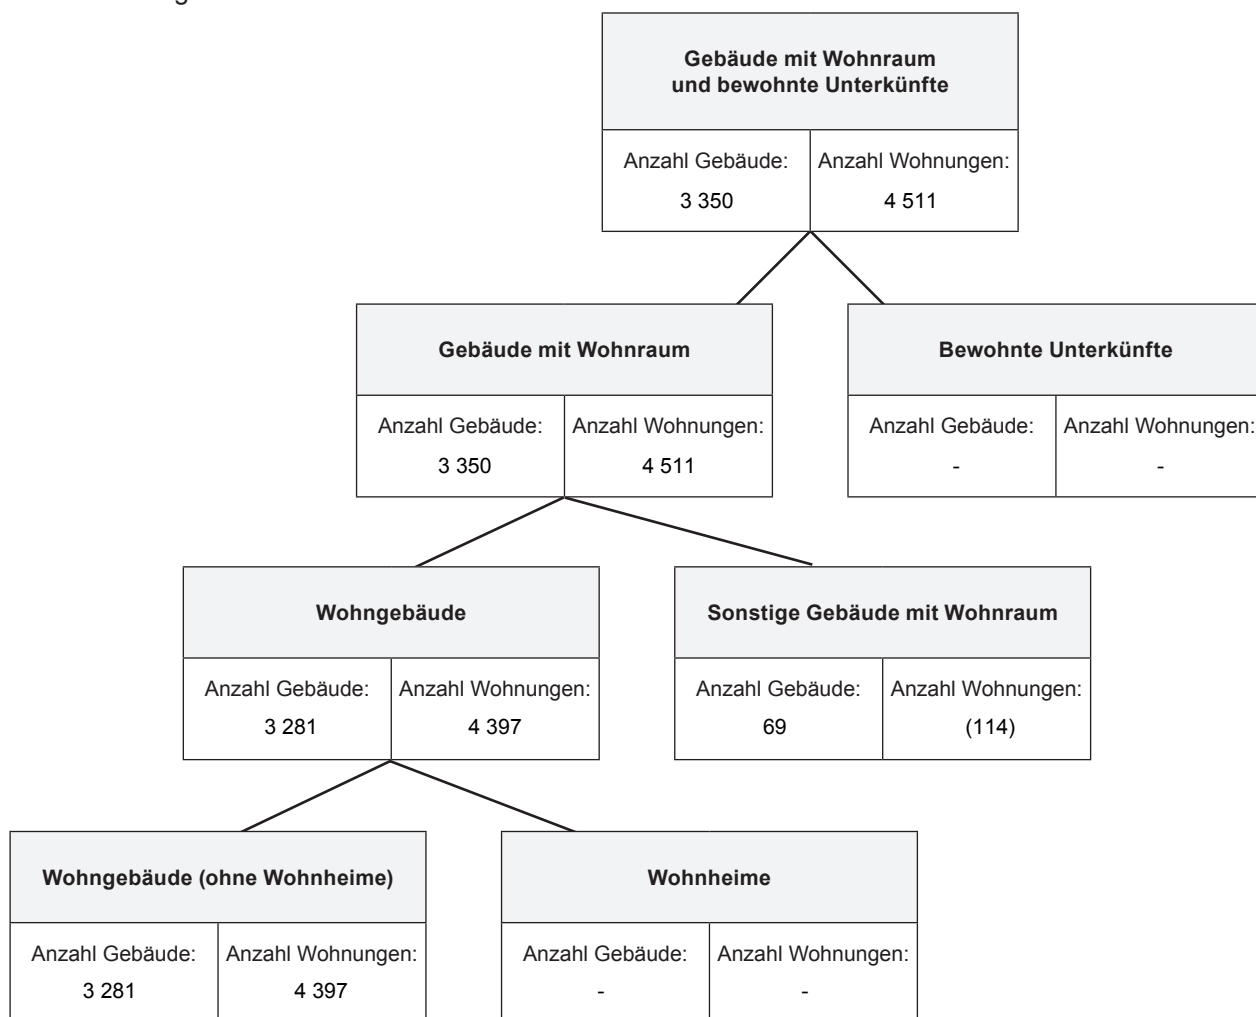 Gebäude mit Wohnraum
und bewohnte Unterkünfte
Anzahl Gebäude: Anzahl Wohnungen:
3 350 4 511
Gebäude mit Wohnraum Bewohnte Unterkünfte
Anzahl Gebäude: Anzahl Wohnungen: Anzahl Gebäude: Anzahl Wohnungen:
3 350 4 511 - -
Wohngebäude Sonstige Gebäude mit Wohnraum
Anzahl Gebäude: Anzahl Wohnungen: Anzahl Gebäude: Anzahl Wohnungen:
3 281 4 397 69 (114)
Wohngebäude (ohne Wohnheime) Wohnheime
Anzahl Gebäude: Anzahl Wohnungen: Anzahl Gebäude: Anzahl Wohnungen:
3 281 4 397 - -